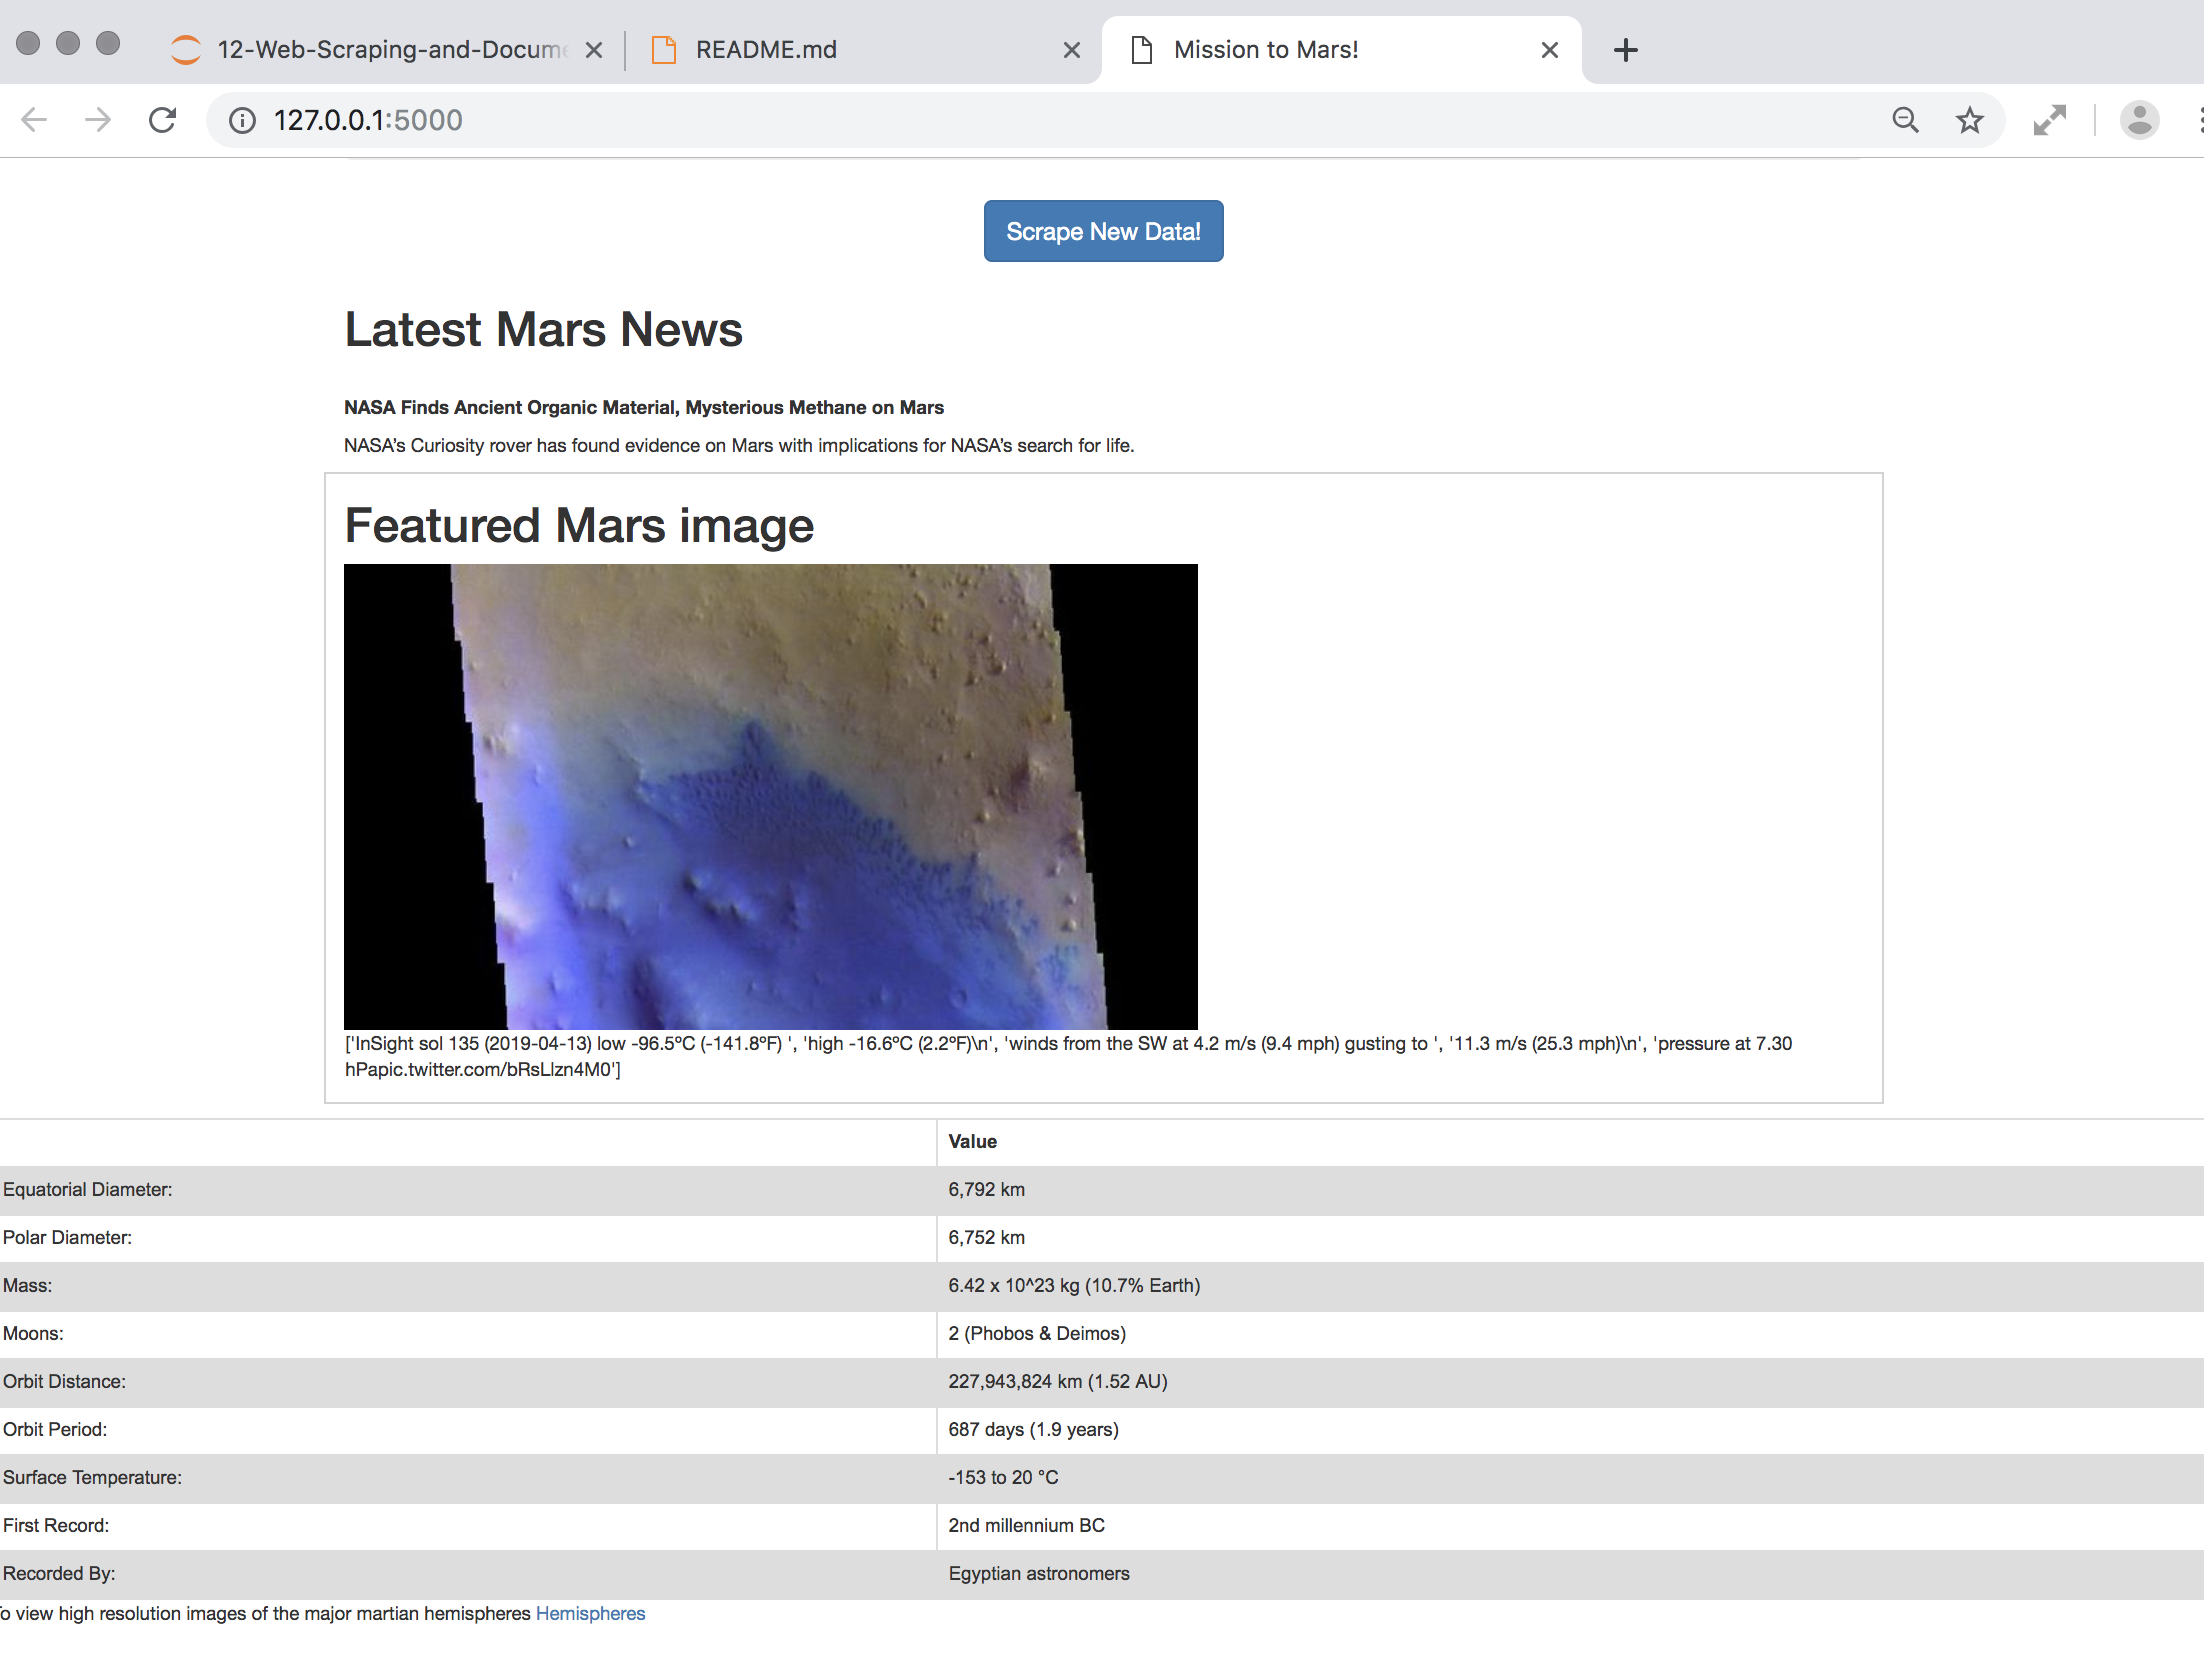 12-Web-Scraping-and-Docum
README.md
Mission to Mars!
127.0.0.1:5000
Scrape New Data!
Latest Mars News
NASA Finds Ancient Organic Material, Mysterious Methane on Mars
NASA’s Curiosity rover has found evidence on Mars with implications for NASA’s search for life.
Featured Mars image
['InSight sol 135 (2019-04-13) low -96.5ºC (-141.8ºF) ', 'high -16.6ºC (2.2ºF)\n', 'winds from the SW at 4.2 m/s (9.4 mph) gusting to ', '11.3 m/s (25.3 mph)\n', 'pressure at 7.30
hPapic.twitter.com/bRsLlzn4M0']
Value
Equatorial Diameter: 6,792 km
Polar Diameter: 6,752 km
Mass: 6.42 x 10^23 kg (10.7% Earth)
Moons: 2 (Phobos & Deimos)
Orbit Distance: 227,943,824 km (1.52 AU)
Orbit Period: 687 days (1.9 years)
Surface Temperature: -153 to 20 °C
First Record: 2nd millennium BC
Recorded By: Egyptian astronomers
o view high resolution images of the major martian hemispheres Hemispheres